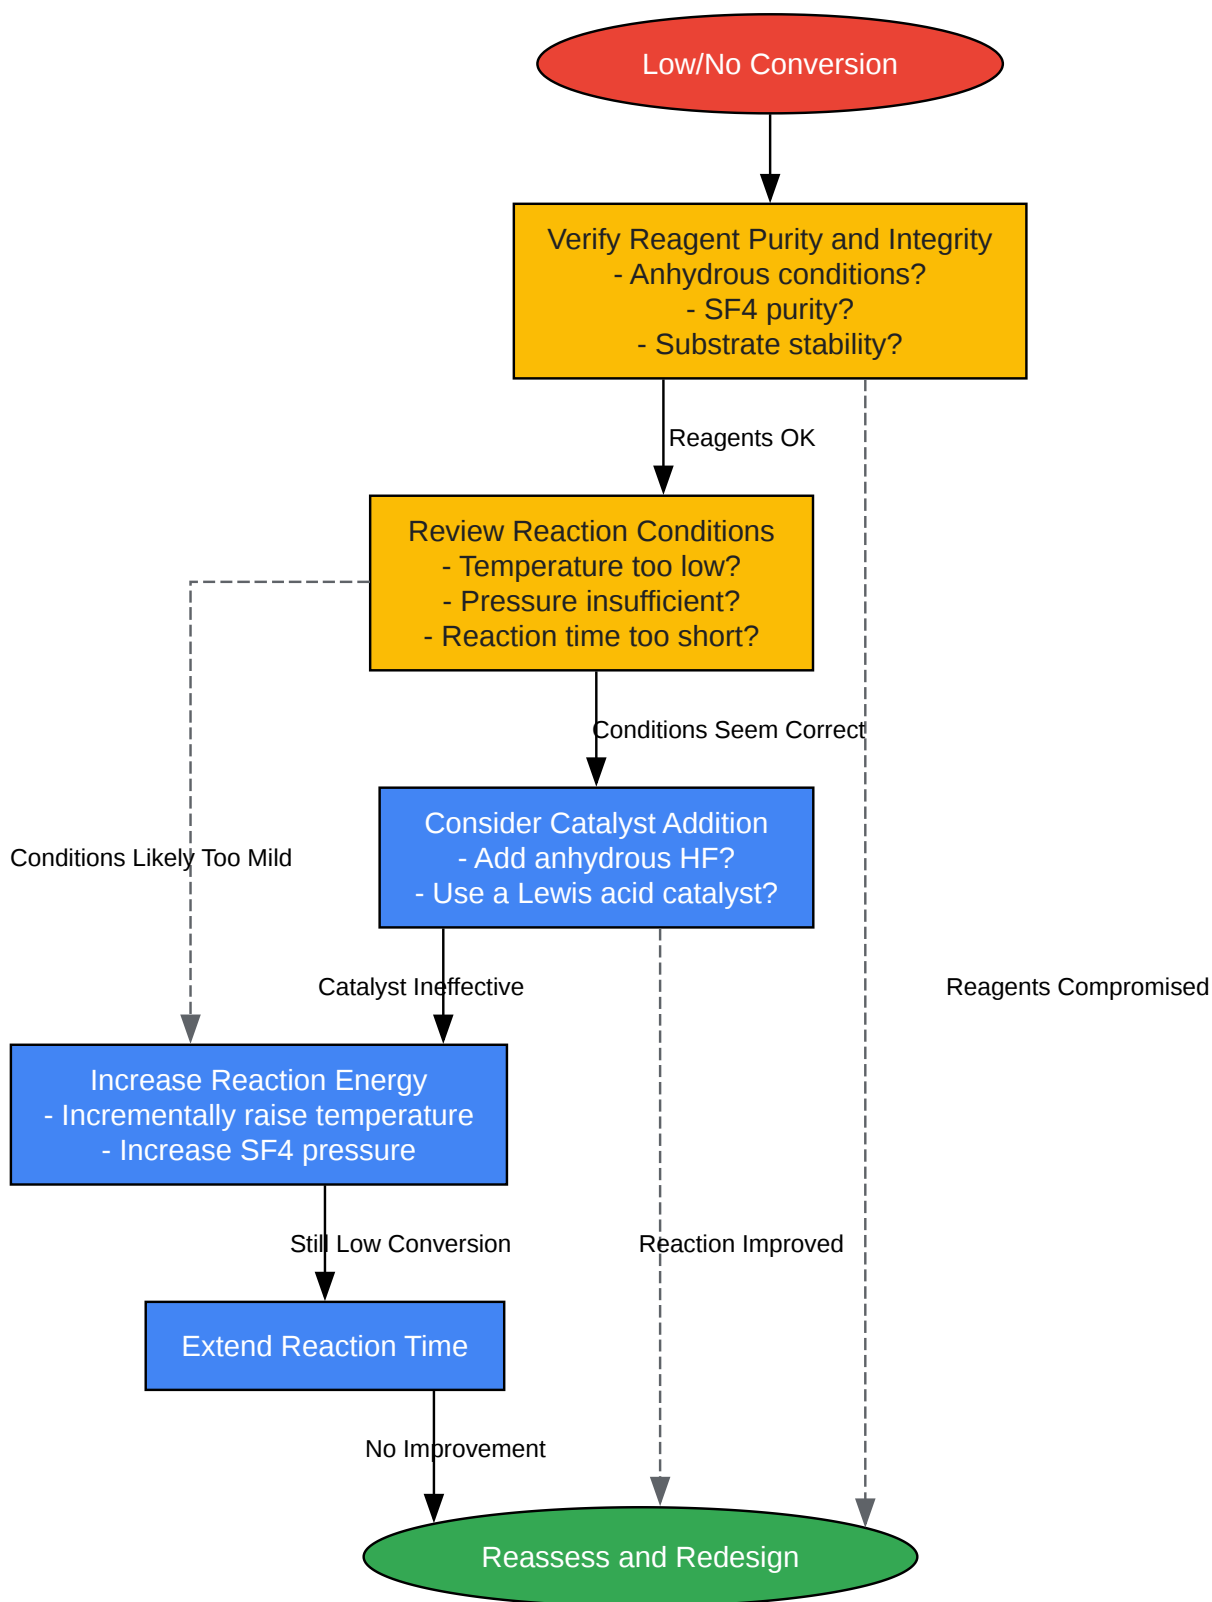 Low/No Conversion
Verify Reagent Purity and Integrity
- Anhydrous conditions?
- SF4 purity?
- Substrate stability?
Reagents OK
Review Reaction Conditions
- Temperature too low?
- Pressure insufficient?
- Reaction time too short?
Conditions Seem Correct
Consider Catalyst Addition
- Add anhydrous HF?
- Use a Lewis acid catalyst?
Conditions Likely Too Mild
Catalyst Ineffective
Reagents Compromised
Increase Reaction Energy
- Incrementally raise temperature
- Increase SF4 pressure
Still Low Conversion
Reaction Improved
Extend Reaction Time
No Improvement
Reassess and Redesign